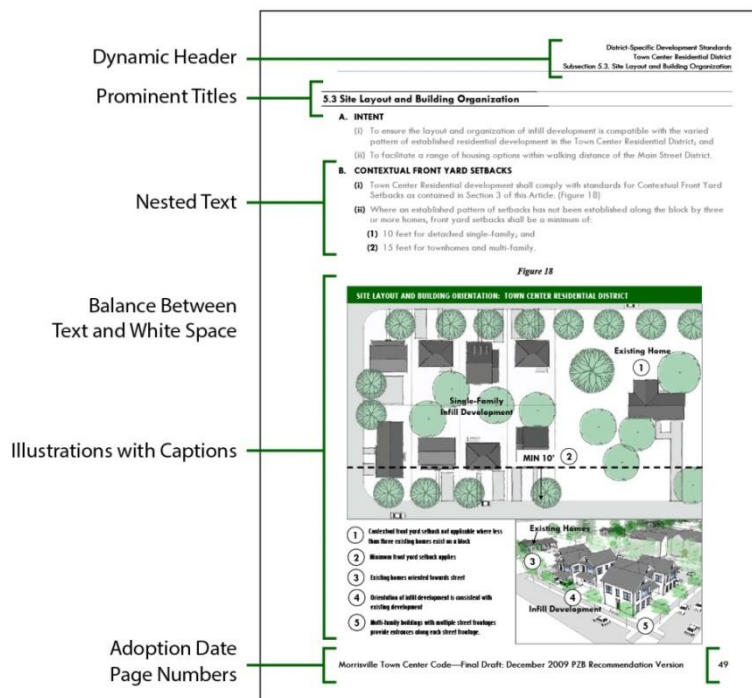 Dynamic Header
District-Specific Development Standards
Town Center Residential District
Subsection 5.3. Site Layout and Building Organization
Prominent Titles
5.3 Site Layout and Building Organization
A. INTENT
(i) To ensure the layout and organization of infill development is compatible with the varied
pattern of established residential development in the Town Center Residential District; and
(ii) To facilitate a range of housing options within walking distance of the Main Street District.
Nested Text
B. CONTEXTUAL FRONT YARD SETBACKS
(i) Town Center Residential development shall comply with standards for Contextual Front Yard
Setbacks as contained in Section 3 of this Article. (Figure 18)
(ii) Where an established pattern of setbacks has not been established along the block by three
or more homes, front yard setbacks shall be a minimum of:
(1) 10 feet for detached single-family; and
(2) 15 feet for townhomes and multi-family.
Balance Between
Text and White Space
Figure 18
SITE LAYOUT AND BUILDING ORIENTATION: TOWN CENTER RESIDENTIAL DISTRICT
Existing Home
1
Single-Family
Infill Development
MIN 10'
2
Illustrations with Captions
1 Contextual front yard setback not applicable where less
than three existing homes exist on a block
2 Minimum front yard setback applies
3 Existing homes oriented towards street
4 Orientation of infill development is consistent with
existing development
5 Multi-family buildings with multiple street frontages
provide entrances along each street frontage.
Existing Homes
3
4
Infill Development
5
Adoption Date
Page Numbers
Morrisville Town Center Code—Final Draft: December 2009 PZB Recommendation Version
49